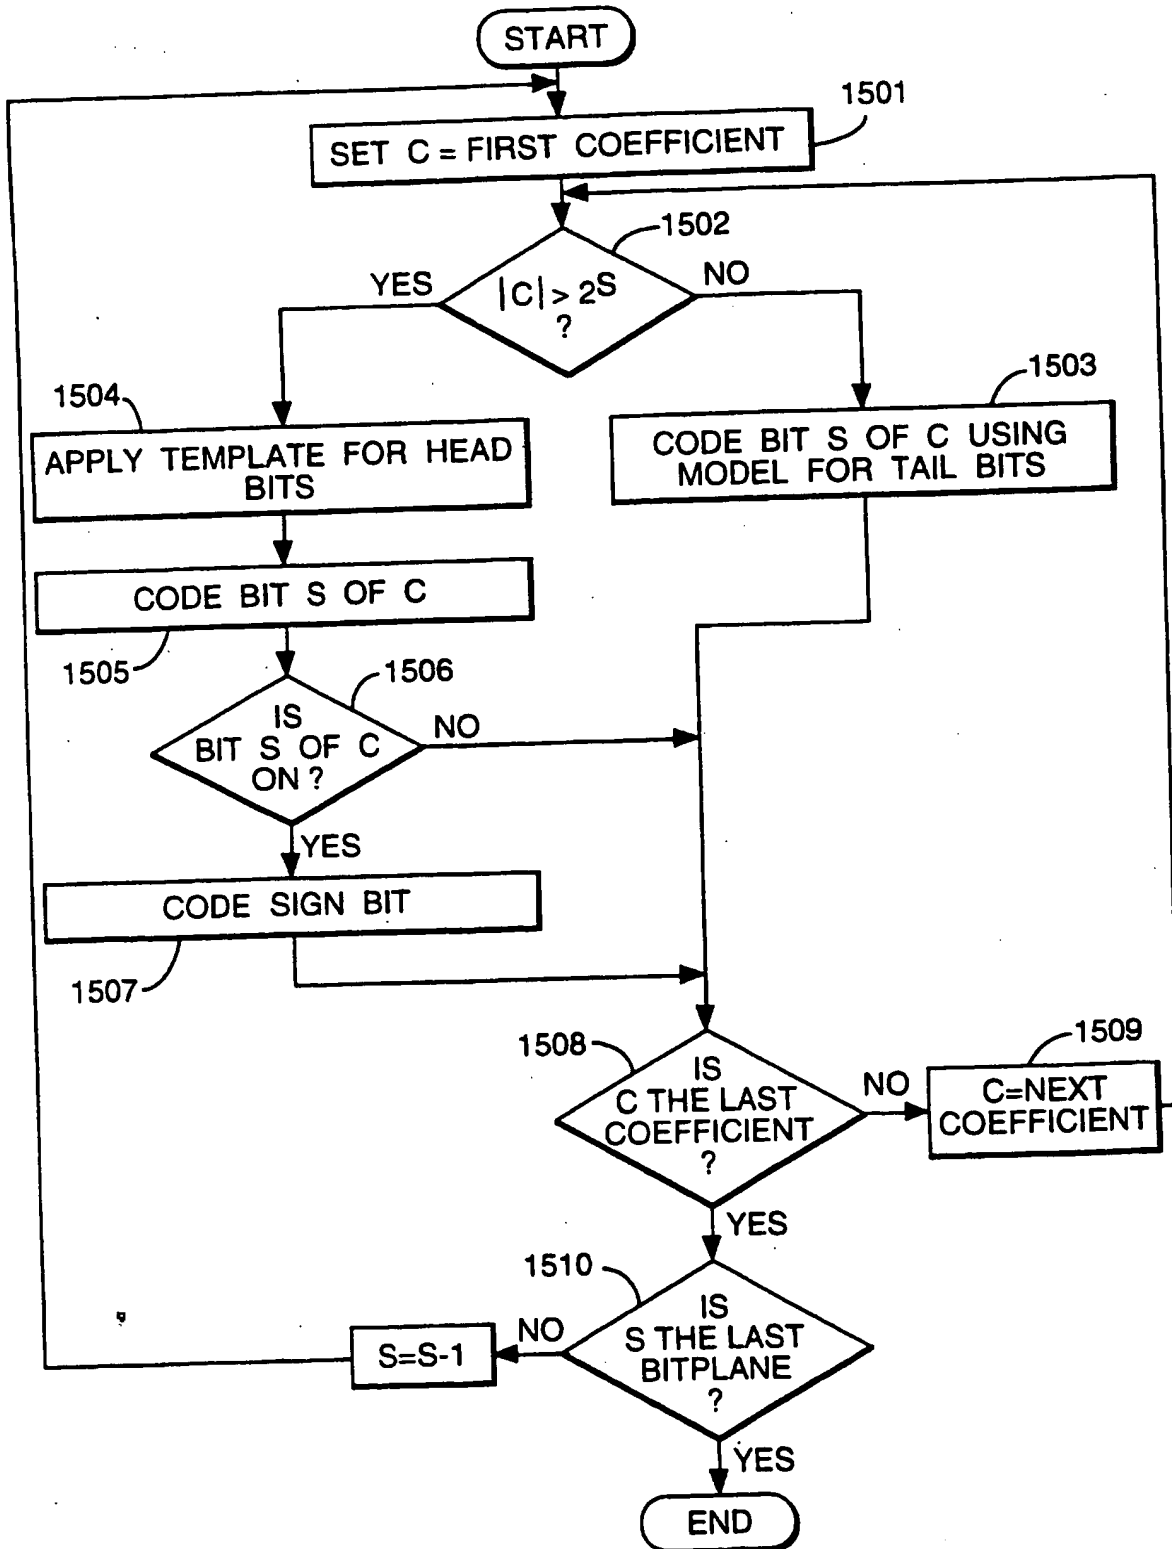 START
1501
SET C = FIRST COEFFICIENT
1502
YES
|C| > 2^S
?
NO
1504
1503
APPLY TEMPLATE FOR HEAD
BITS
CODE BIT S OF C USING
MODEL FOR TAIL BITS
CODE BIT S OF C
1505
1506
IS
BIT S OF C
ON ?
NO
YES
CODE SIGN BIT
1507
1508
IS
C THE LAST
COEFFICIENT
?
NO
1509
C=NEXT
COEFFICIENT
YES
1510
IS
S THE LAST
BITPLANE
?
NO
S=S-1
YES
END